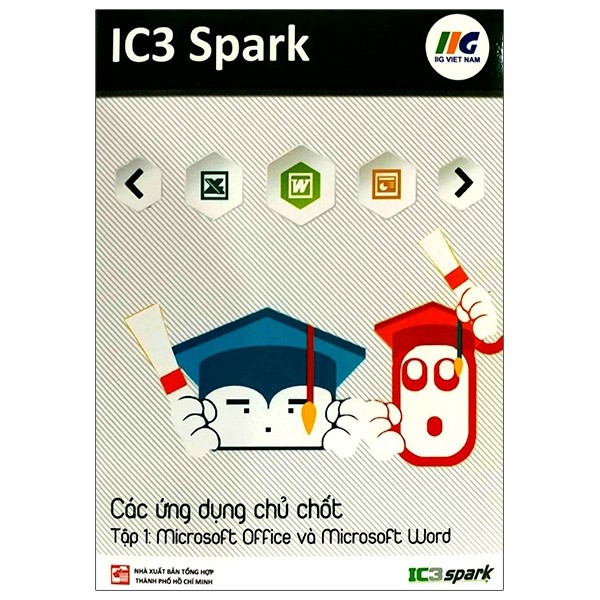 IC3 Spark
IIG
IIG VIET NAM
X
W
Các ứng dụng chủ chốt
Tập 1: Microsoft Office và Microsoft Word
NHÀ XUẤT BẢN TỔNG HỢP
THÀNH PHỐ HỒ CHÍ MINH
IC3 spark